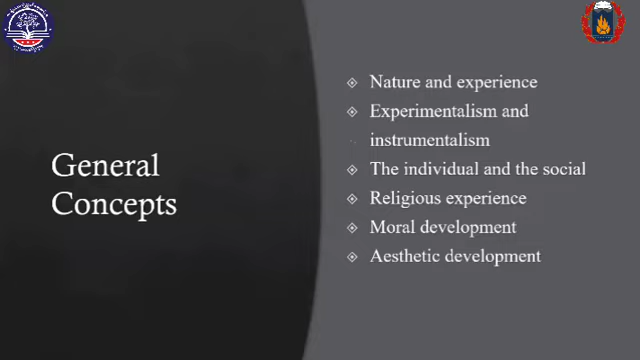 General
Concepts
Nature and experience
Experimentalism and
instrumentalism
The individual and the social
Religious experience
Moral development
Aesthetic development